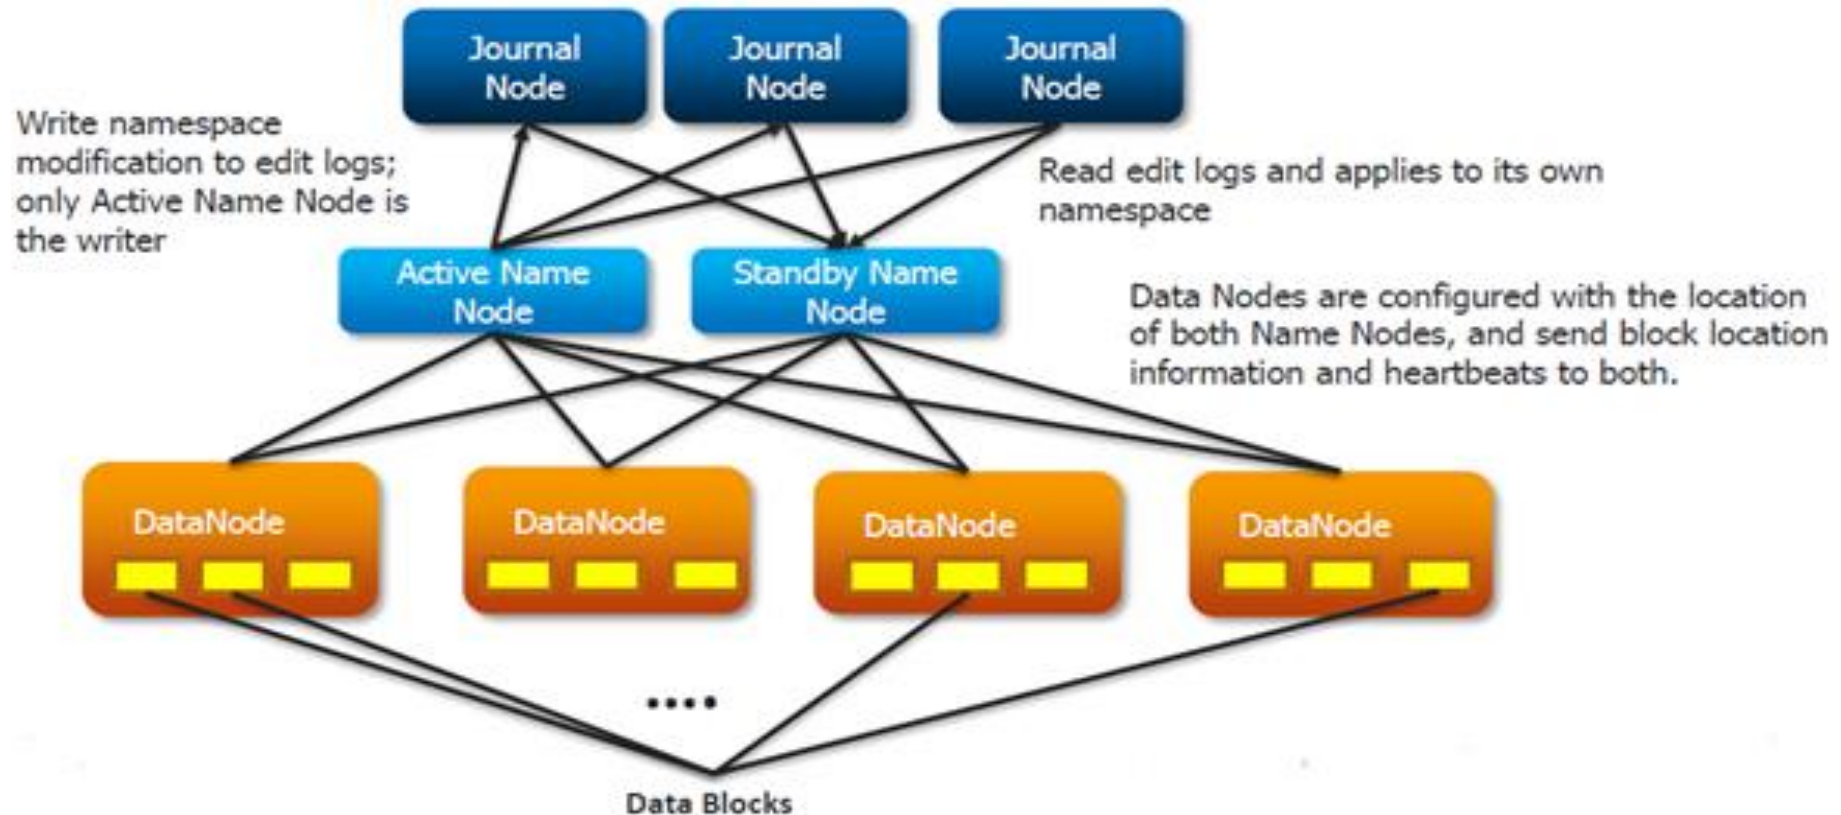 Journal
Node
Journal
Node
Journal
Node
Write namespace
modification to edit logs;
only Active Name Node is
the writer
Read edit logs and applies to its own
namespace
Active Name
Node
Standby Name
Node
Data Nodes are configured with the location
of both Name Nodes, and send block location
information and heartbeats to both.
DataNode
DataNode
DataNode
DataNode
....
Data Blocks